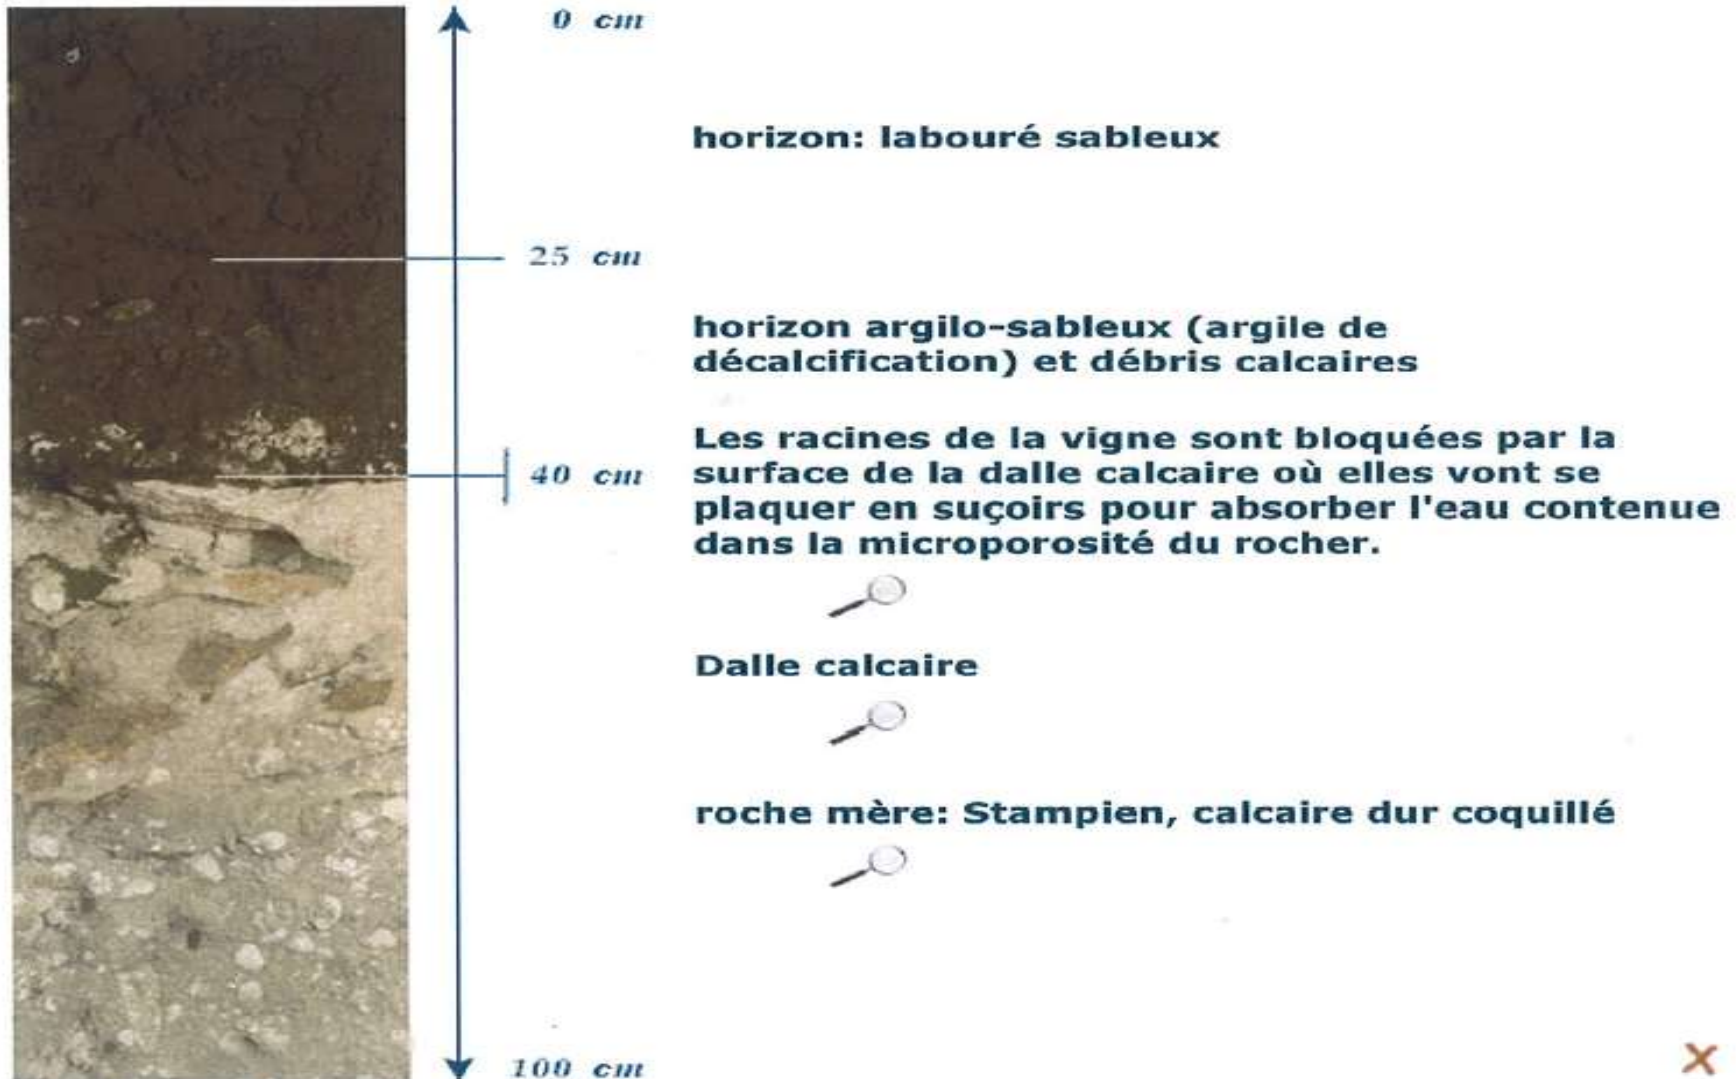 0 cm
horizon: labouré sableux
25 cm
horizon argilo-sableux (argile de
décalcification) et débris calcaires
Les racines de la vigne sont bloquées par la
40 cm surface de la dalle calcaire où elles vont se
plaquer en suçoirs pour absorber l'eau contenue
dans la microporosité du rocher.
Dalle calcaire
roche mère: Stampien, calcaire dur coquillé
100 cm